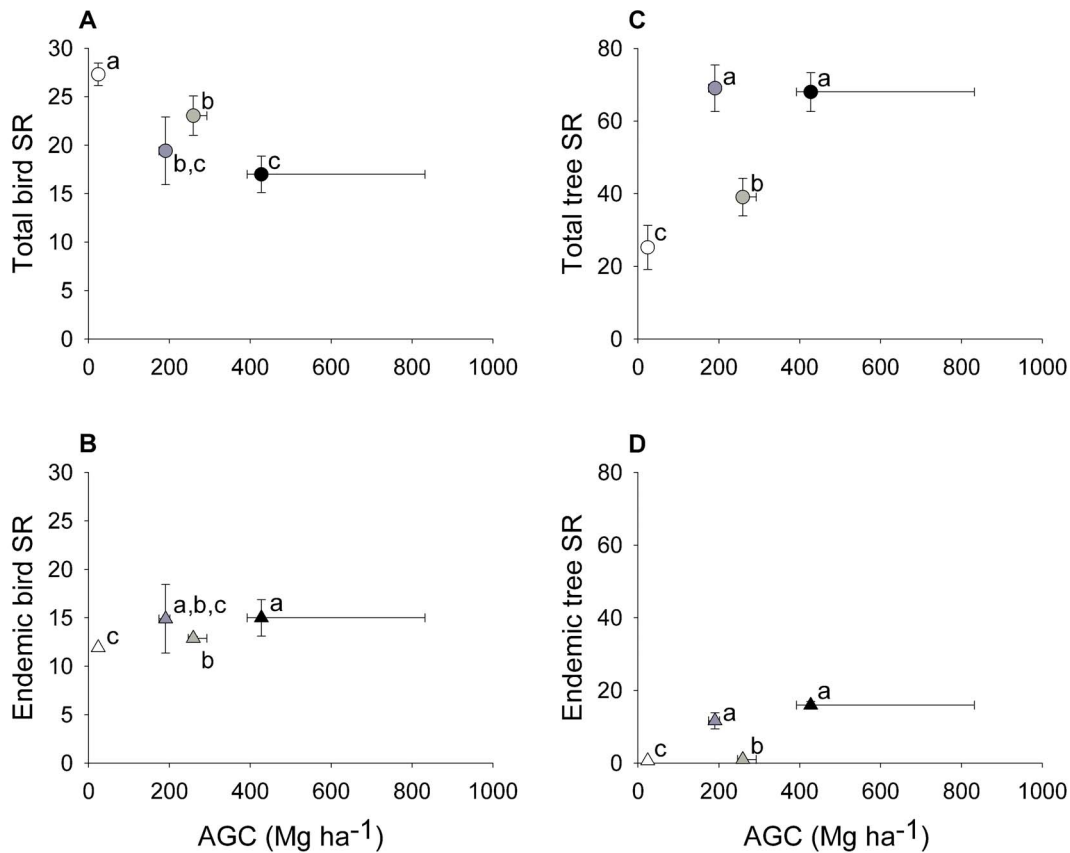 A
30
25
20
15
10
5
0
Total bird SR
a
b
b,c
c
0 200 400 600 800 1000
C
80
60
40
20
0
Total tree SR
a
a
b
c
0 200 400 600 800 1000
B
30
25
20
15
10
5
0
Endemic bird SR
a,b,c
a
c
b
0 200 400 600 800 1000
AGC (Mg ha⁻¹)
D
80
60
40
20
0
Endemic tree SR
a
a
c
b
0 200 400 600 800 1000
AGC (Mg ha⁻¹)